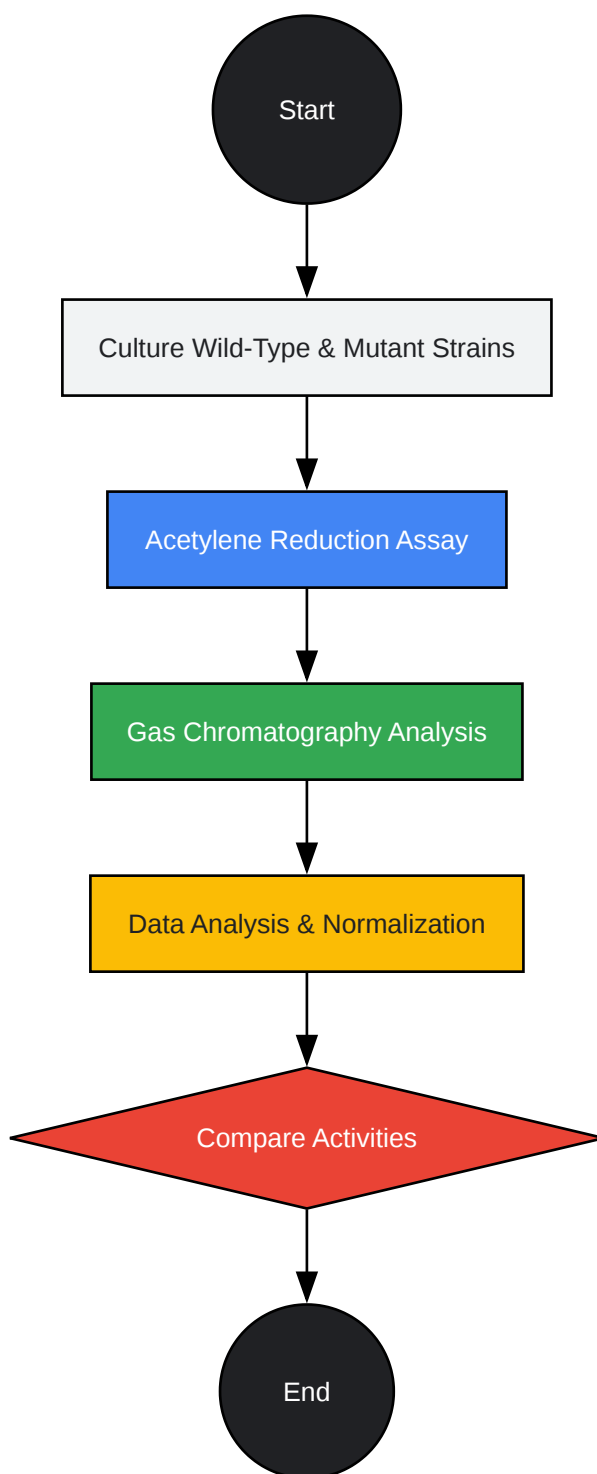 Start
Culture Wild-Type & Mutant Strains
Acetylene Reduction Assay
Gas Chromatography Analysis
Data Analysis & Normalization
Compare Activities
End